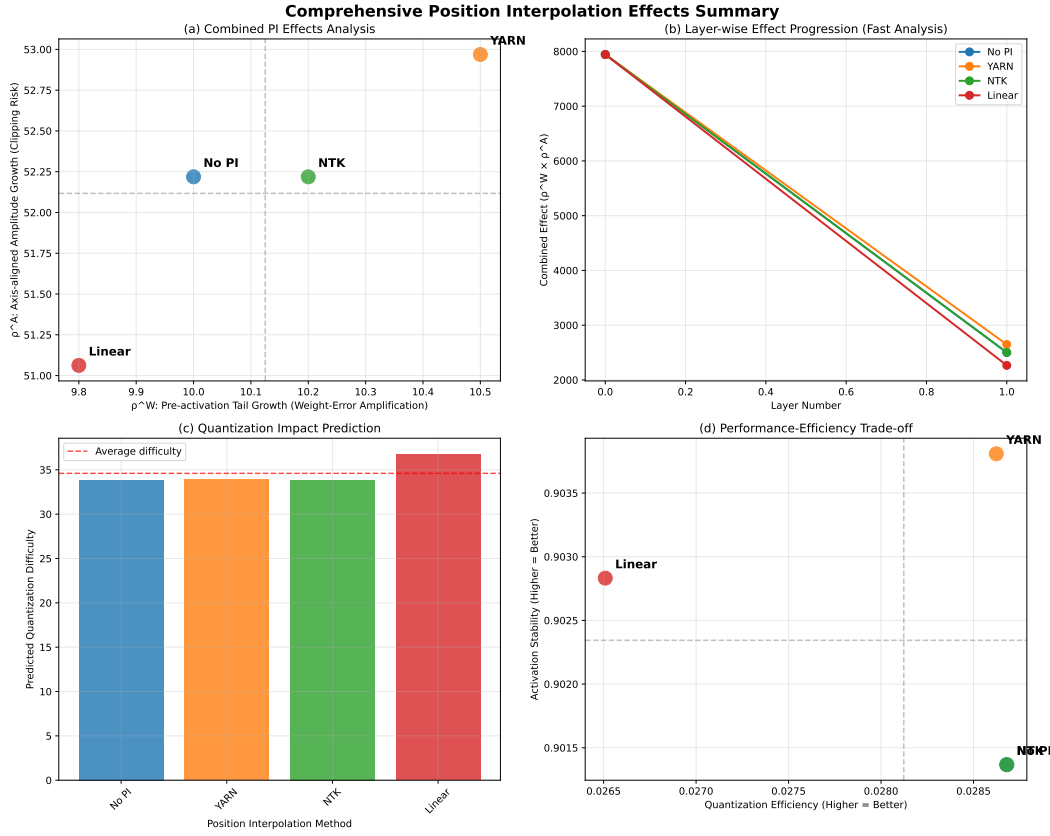 Comprehensive Position Interpolation Effects Summary
(a) Combined PI Effects Analysis
ρ^A: Axis-aligned Amplitude Growth (Clipping Risk)
53.00
52.75
52.50
52.25
52.00
51.75
51.50
51.25
51.00
YARN
No PI
NTK
Linear
9.8 9.9 10.0 10.1 10.2 10.3 10.4 10.5
ρ^W: Pre-activation Tail Growth (Weight-Error Amplification)
(b) Layer-wise Effect Progression (Fast Analysis)
Combined Effect (ρ^W × ρ^A)
8000
7000
6000
5000
4000
3000
2000
No PI
YARN
NTK
Linear
0.0 0.2 0.4 0.6 0.8 1.0
Layer Number
(c) Quantization Impact Prediction
Predicted Quantization Difficulty
35
30
25
20
15
10
5
0
Average difficulty
No PI YARN NTK Linear
Position Interpolation Method
(d) Performance-Efficiency Trade-off
Activation Stability (Higher = Better)
0.9035
0.9030
0.9025
0.9020
0.9015
YARN
Linear
0.0265 0.0270 0.0275 0.0280 0.0285
Quantization Efficiency (Higher = Better)